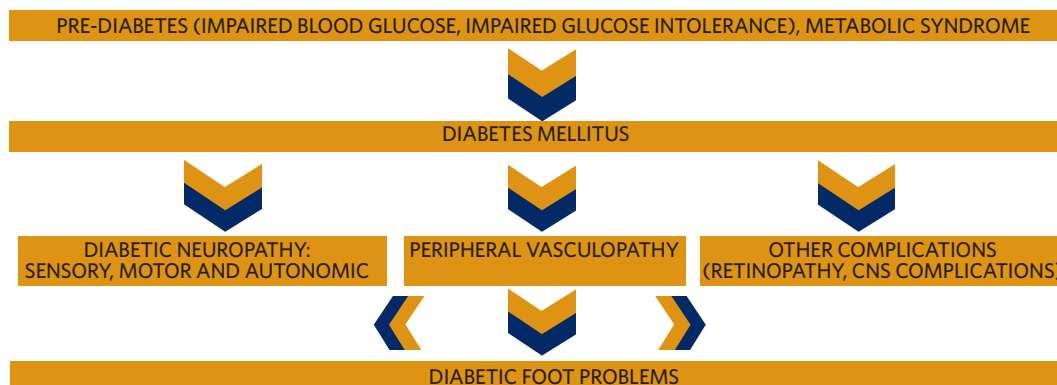 PRE-DIABETES (IMPAIRED BLOOD GLUCOSE, IMPAIRED GLUCOSE INTOLERANCE), METABOLIC SYNDROME
DIABETES MELLITUS
DIABETIC NEUROPATHY:
SENSORY, MOTOR AND AUTONOMIC
PERIPHERAL VASCULOPATHY
OTHER COMPLICATIONS
(RETINOPATHY, CNS COMPLICATIONS)
DIABETIC FOOT PROBLEMS